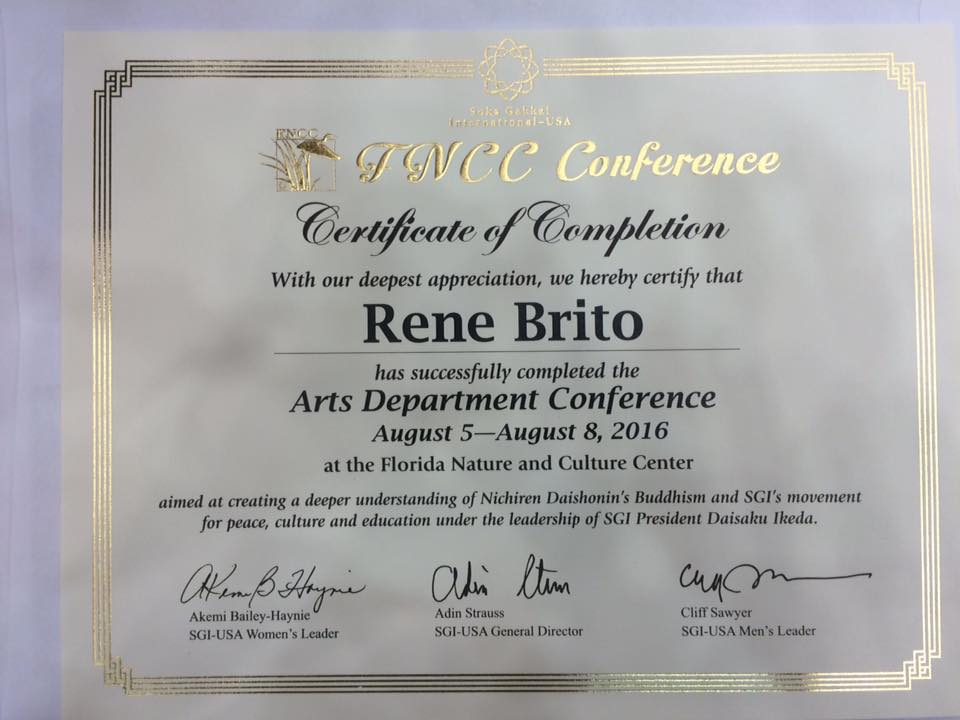 Soka Gakkai
International-USA
FNCC
FNCC Conference
Certificate of Completion
With our deepest appreciation, we hereby certify that
Rene Brito
has successfully completed the
Arts Department Conference
August 5—August 8, 2016
at the Florida Nature and Culture Center
aimed at creating a deeper understanding of Nichiren Daishonin's Buddhism and SGI's movement
for peace, culture and education under the leadership of SGI President Daisaku Ikeda.
Akemi B Haynie
Adin Strauss
Akemi Bailey-Haynie
Adin Strauss
Cliff Sawyer
SGI-USA Women's Leader
SGI-USA General Director
SGI-USA Men's Leader